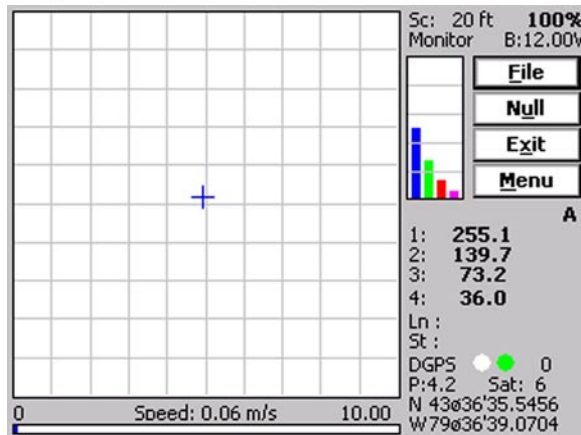 Sc: 20 ft 100%
Monitor B:12.00V
File
Null
Exit
Menu
A
1: 255.1
2: 139.7
3: 73.2
4: 36.0
Ln :
St :
DGPS 0
P:4.2 Sat: 6
N 43ø36'35.5456
W79ø36'39.0704
0 Speed: 0.06 m/s 10.00